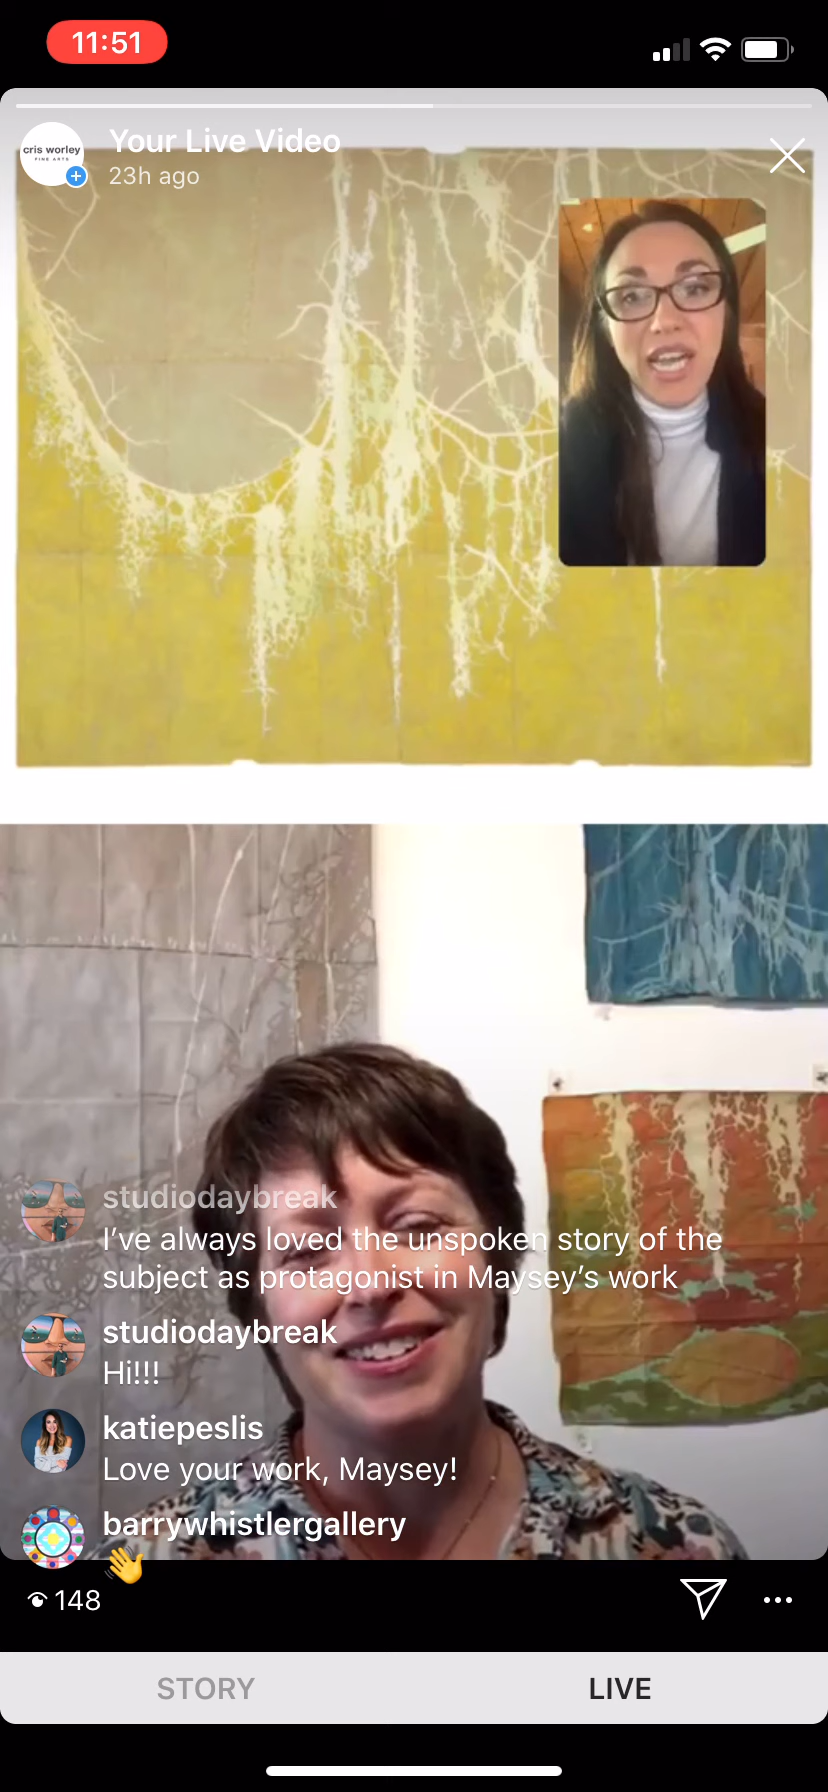 11:51
cris worley
FINE ARTS
Your Live Video
23h ago
studiodaybreak
I've always loved the unspoken story of the
subject as protagonist in Maysey's work
studiodaybreak
Hi!!!
katiepeslis
Love your work, Maysey!
barrywhistlergallery
👋
148
STORY
LIVE